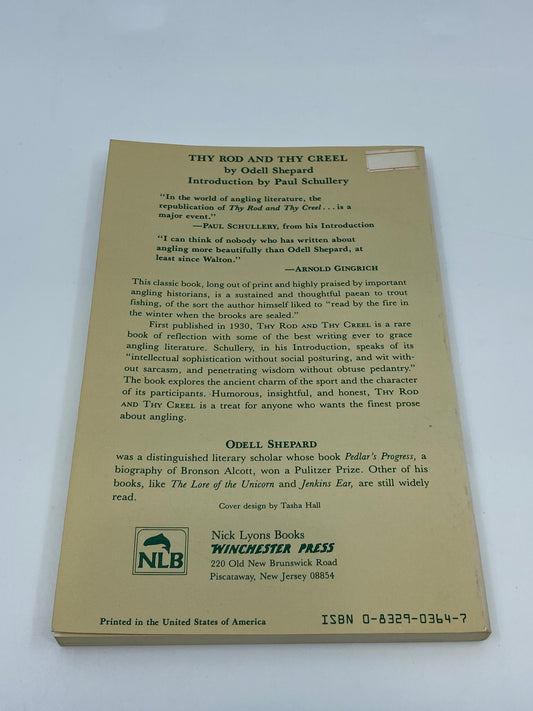 THY ROD AND THY CREEL
by Odell Shepard
Introduction by Paul Schullery
"In the world of angling literature, the
republication of Thy Rod and Thy Creel . . . is a
major event."
—PAUL SCHULLERY, from his Introduction
"I can think of nobody who has written about
angling more beautifully than Odell Shepard, at
least since Walton."
—ARNOLD GINGRICH
This classic book, long out of print and highly praised by important
angling historians, is a sustained and thoughtful paean to trout
fishing, of the sort the author himself liked to "read by the fire in
the winter when the brooks are sealed."
First published in 1930, THY ROD AND THY CREEL is a rare
book of reflection with some of the best writing ever to grace
angling literature. Schullery, in his Introduction, speaks of its
"intellectual sophistication without social posturing, and wit with-
out sarcasm, and penetrating wisdom without obtuse pedantry."
The book explores the ancient charm of the sport and the character
of its participants. Humorous, insightful, and honest, THY ROD
AND THY CREEL is a treat for anyone who wants the finest prose
about angling.
ODELL SHEPARD
was a distinguished literary scholar whose book Pedlar's Progress, a
biography of Bronson Alcott, won a Pulitzer Prize. Other of his
books, like The Lore of the Unicorn and Jenkins Ear, are still widely
read.
Cover design by Tasha Hall
NLB
Nick Lyons Books
WINCHESTER PRESS
220 Old New Brunswick Road
Piscataway, New Jersey 08854
Printed in the United States of America
ISBN 0-8329-0364-7